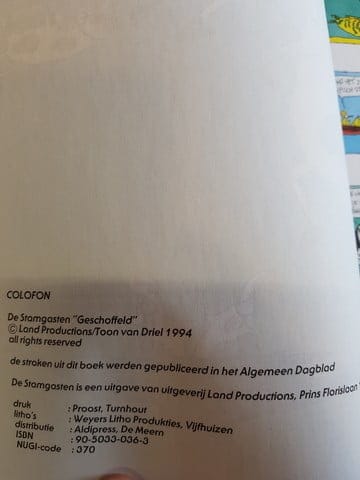 COLOFON
De Stamgasten "Geschoffeld"
© Land Productions/Toon van Driel 1994
all rights reserved
de stroken uit dit boek werden gepubliceerd in het Algemeen Dagblad
De Stamgasten is een uitgave van uitgeverij Land Productions, Prins Florislaan
druk : Proost, Turnhout
litho's : Weyers Litho Produkties, Vijfhuizen
distributie : Aldipress, De Meern
ISBN : 90-5033-036-3
NUGI-code : 370